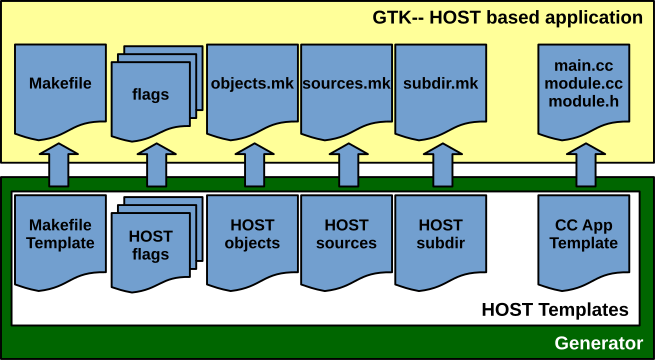 GTK-- HOST based application
Makefile
flags
objects.mk
sources.mk
subdir.mk
main.cc
module.cc
module.h
Makefile
Template
HOST
flags
HOST
objects
HOST
sources
HOST
subdir
CC App
Template
HOST Templates
Generator